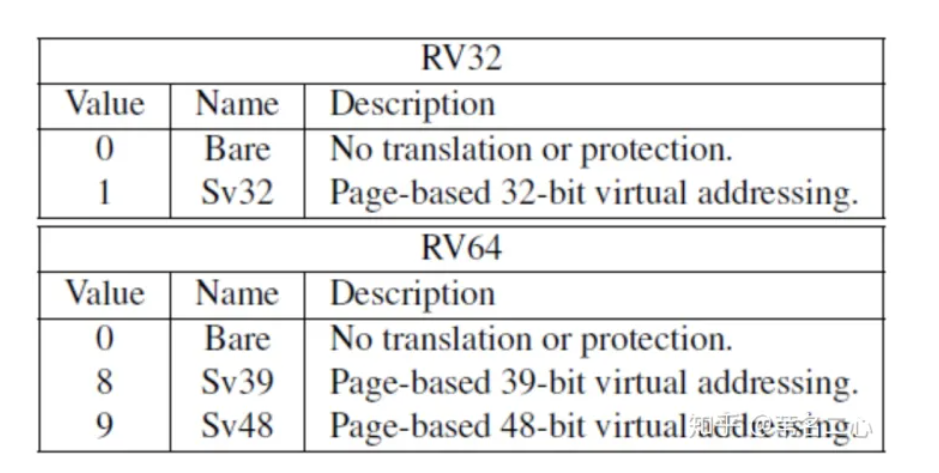 RV32
Value Name Description
0 Bare No translation or protection.
1 Sv32 Page-based 32-bit virtual addressing.
RV64
Value Name Description
0 Bare No translation or protection.
8 Sv39 Page-based 39-bit virtual addressing.
9 Sv48 Page-based 48-bit virtual addressing.
知乎